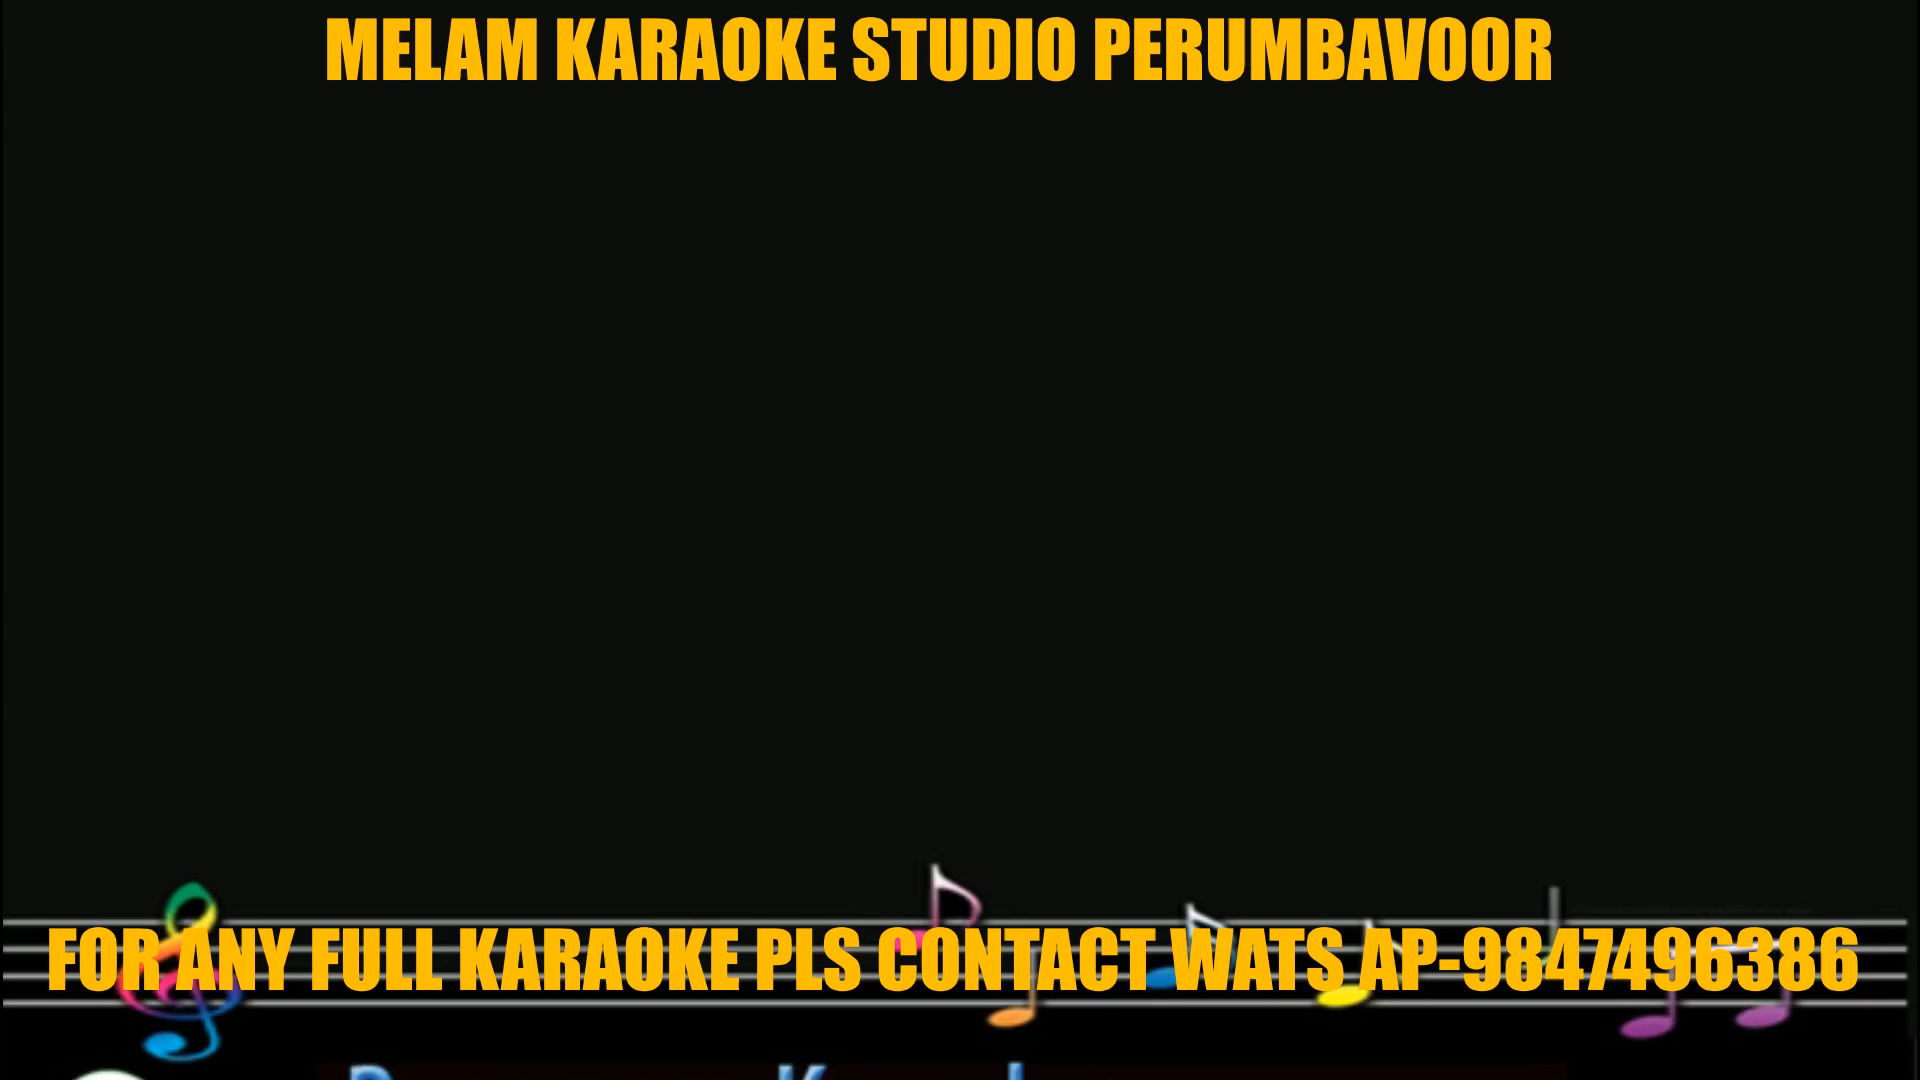 MELAM KARAOKE STUDIO PERUMBAVOOR
FOR ANY FULL KARAOKE PLS CONTACT WATS AP-9847496386